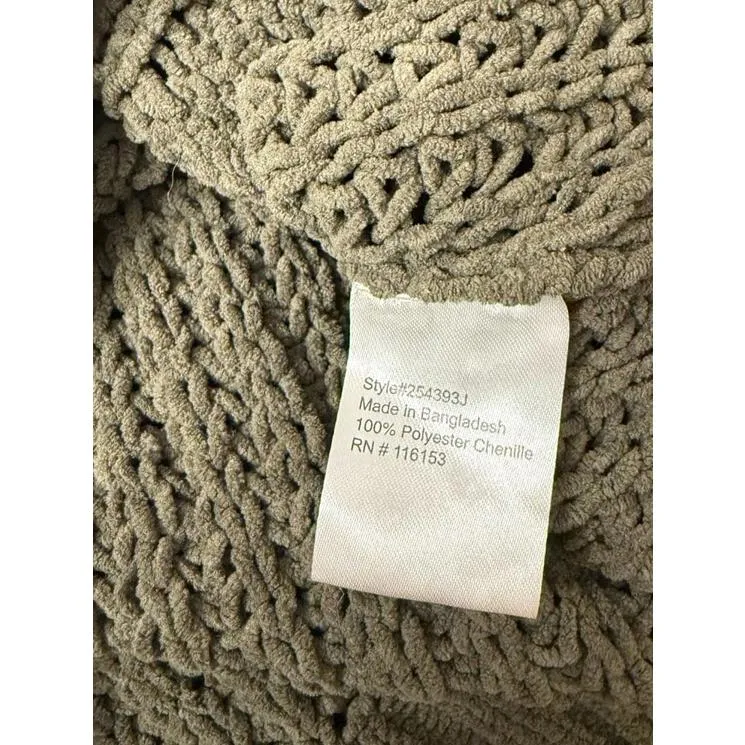 Style#254393J
Made in Bangladesh
100% Polyester Chenille
RN # 116153